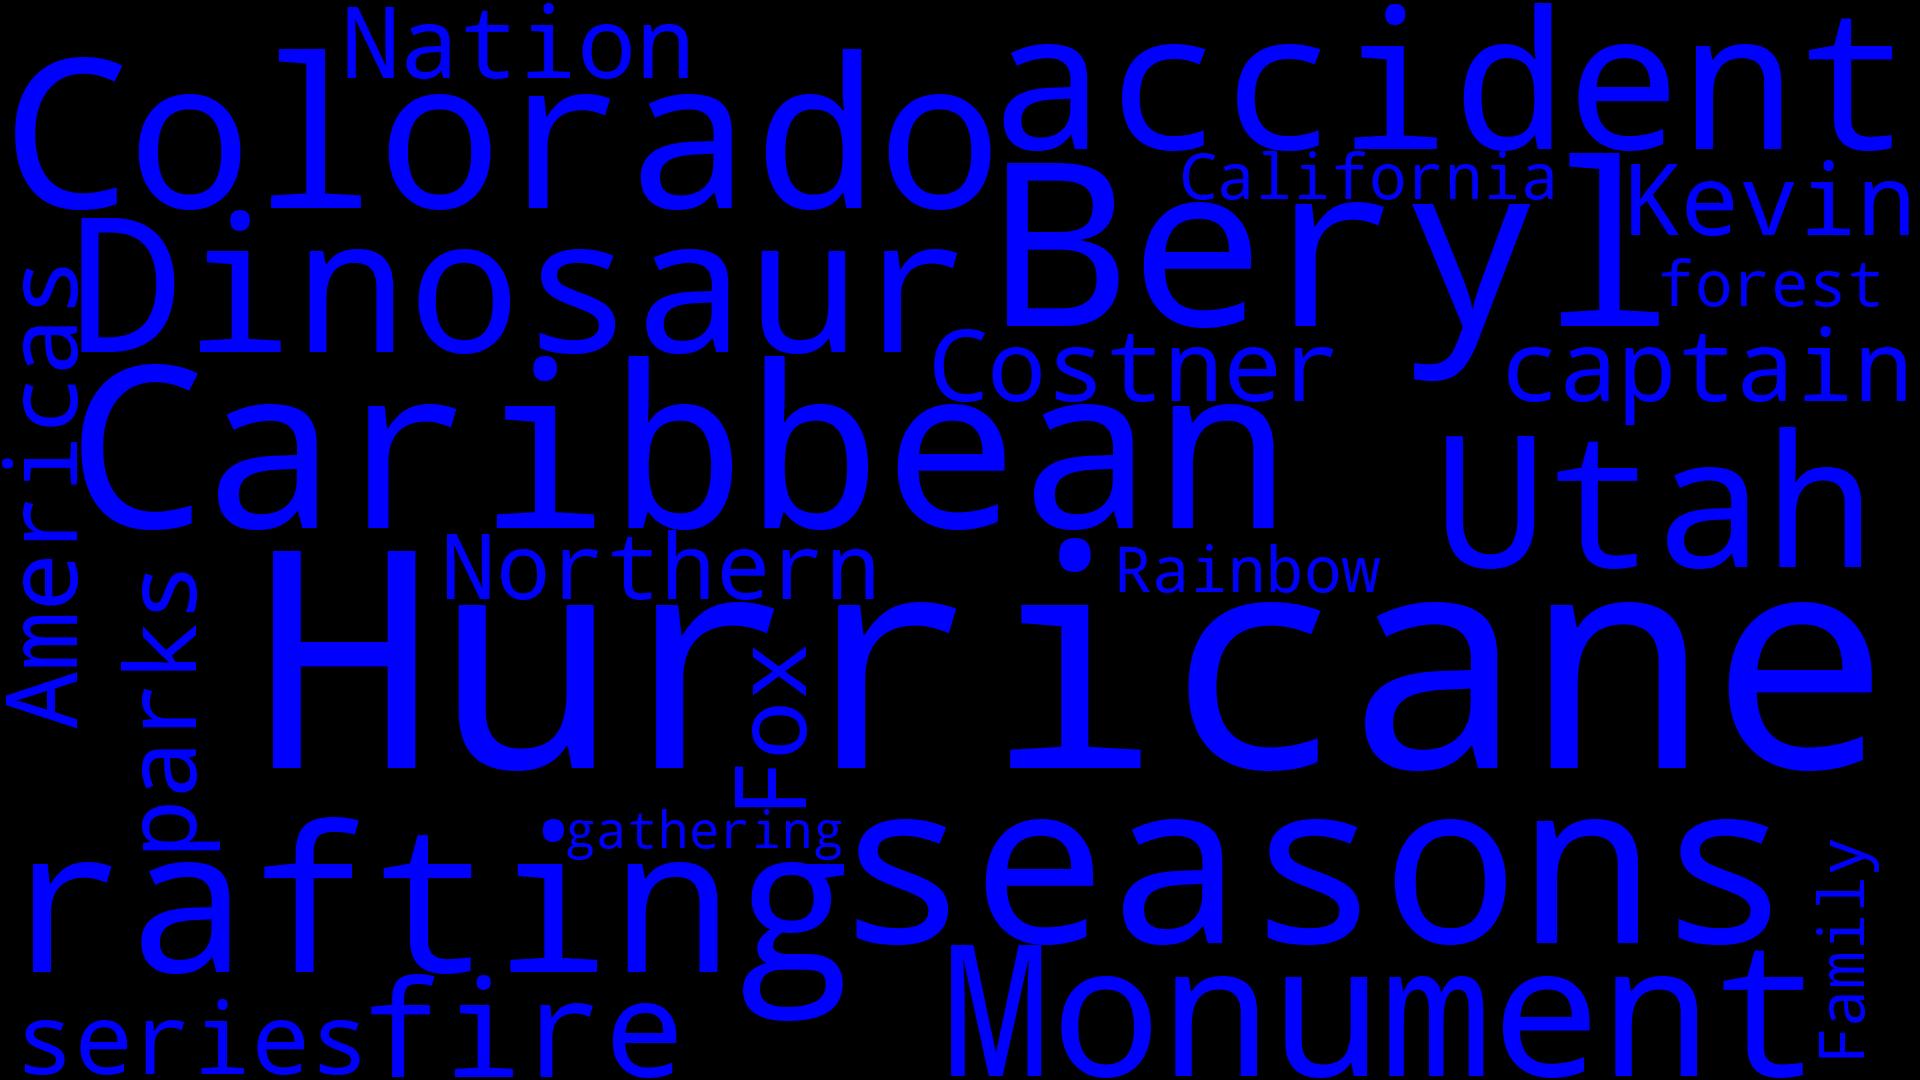 Nation
Colorado
accident
California
Beryl
Kevin
Dinosaur
forest
Americas
Costner
captain
Caribbean
Utah
Northern
Rainbow
Hurricane
parks
Fox
gathering
rafting
seasons
Family
Monument
series
fire